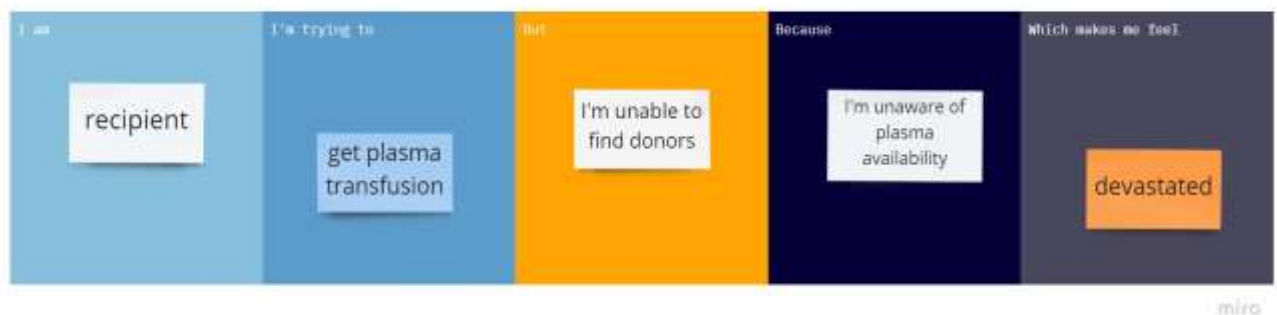 I am
recipient
I'm trying to
get plasma
transfusion
But
I'm unable to
find donors
Because
I'm unaware of
plasma
availability
Which makes me feel
devastated
miro